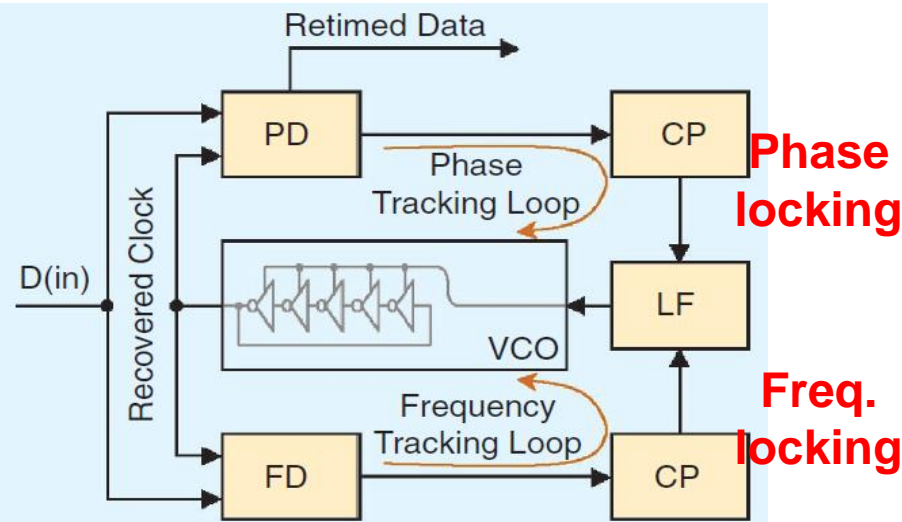 Retimed Data
PD
CP
Phase
locking
Phase
Tracking Loop
Recovered Clock
D(in)
LF
VCO
Frequency
Tracking Loop
Freq.
locking
FD
CP